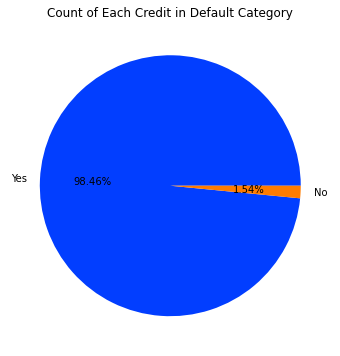 Count of Each Credit in Default Category
Yes
98.46%
1.54%
No